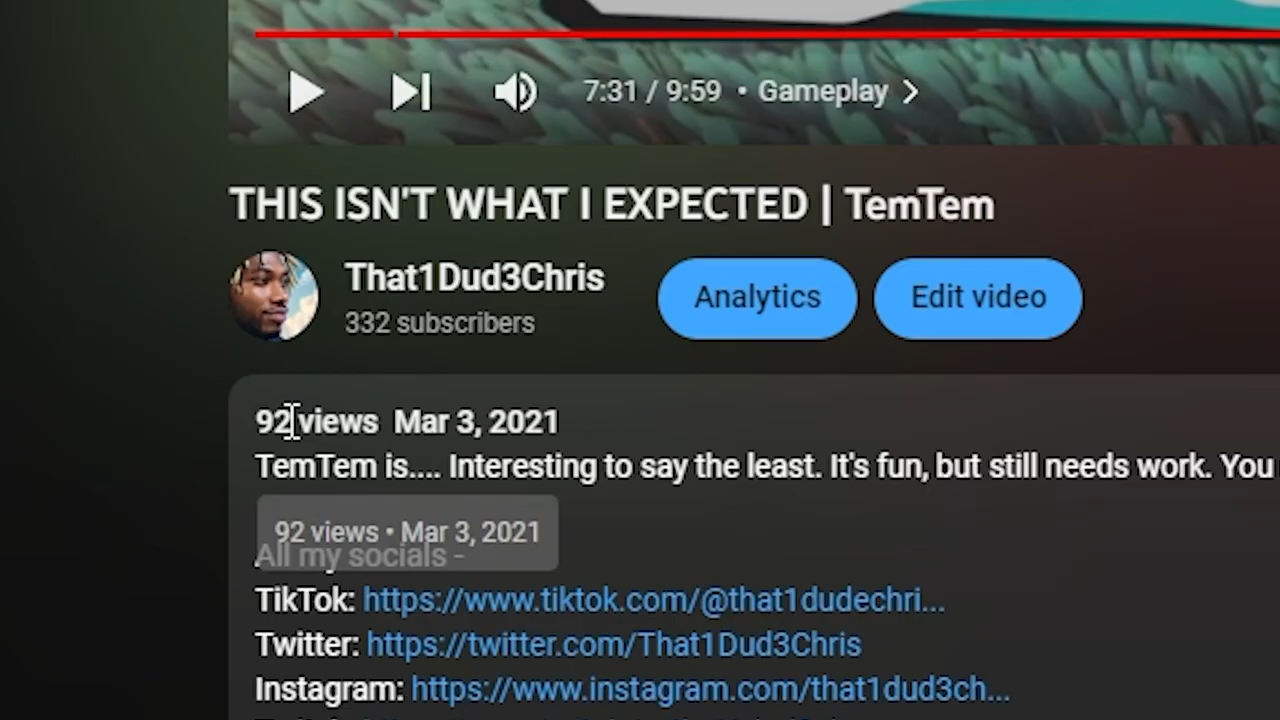 7:31 / 9:59 • Gameplay
THIS ISN'T WHAT I EXPECTED | TemTem
That1Dud3Chris
332 subscribers
Analytics
Edit video
92 views Mar 3, 2021
TemTem is.... Interesting to say the least. It's fun, but still needs work. You
92 views • Mar 3, 2021
All my socials -
TikTok: https://www.tiktok.com/@that1dudechri...
Twitter: https://twitter.com/That1Dud3Chris
Instagram: https://www.instagram.com/that1dud3ch...